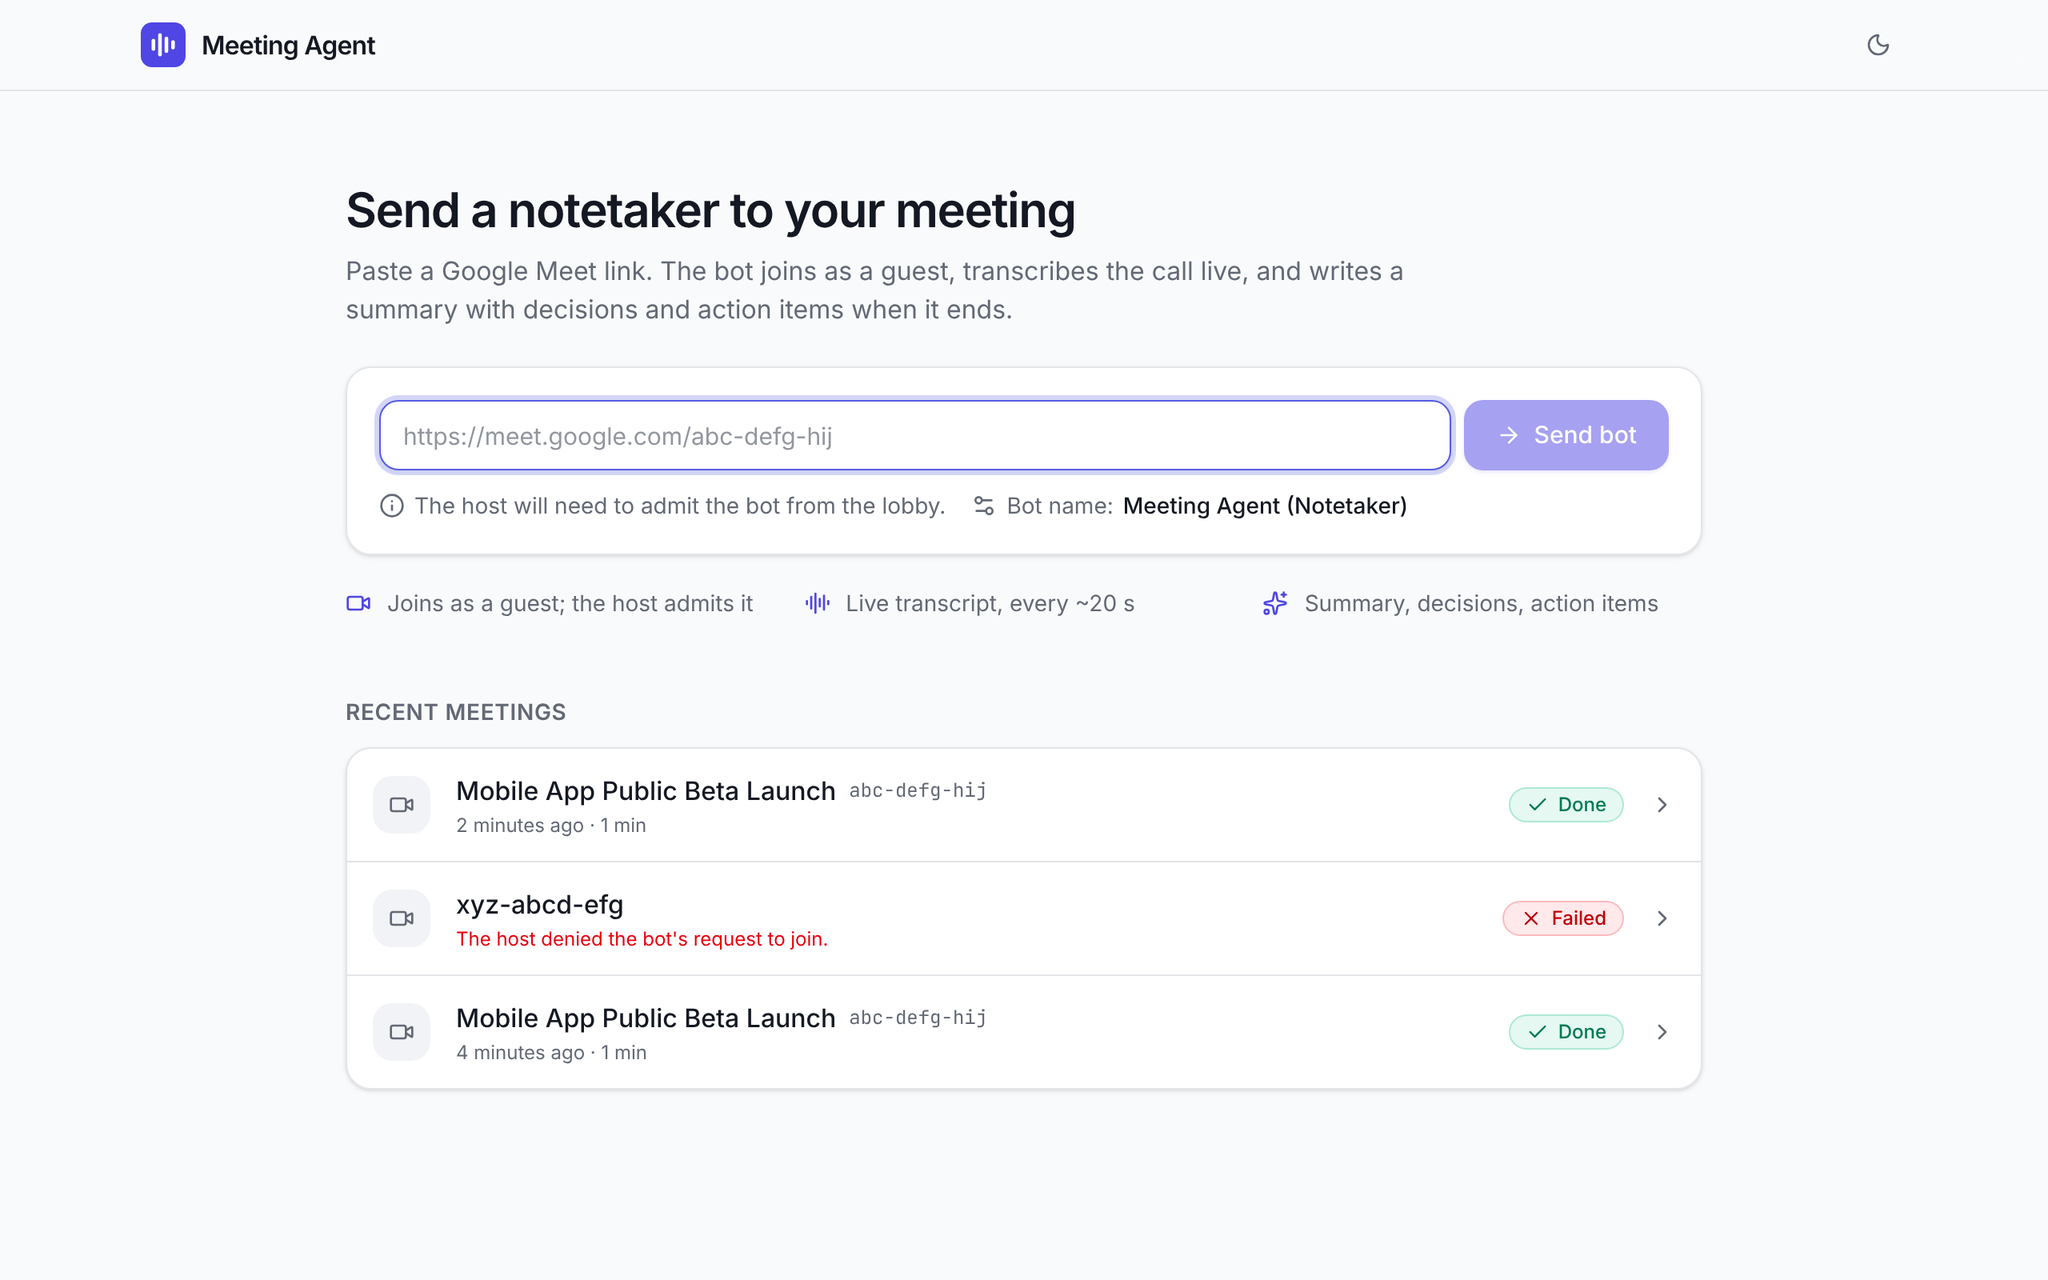 Meeting Agent
Send a notetaker to your meeting
Paste a Google Meet link. The bot joins as a guest, transcribes the call live, and writes a
summary with decisions and action items when it ends.
https://meet.google.com/abc-defg-hij
Send bot
The host will need to admit the bot from the lobby.
Bot name: Meeting Agent (Notetaker)
Joins as a guest; the host admits it
Live transcript, every ~20 s
Summary, decisions, action items
RECENT MEETINGS
Mobile App Public Beta Launch abc-defg-hij
2 minutes ago · 1 min
Done
xyz-abcd-efg
The host denied the bot's request to join.
Failed
Mobile App Public Beta Launch abc-defg-hij
4 minutes ago · 1 min
Done